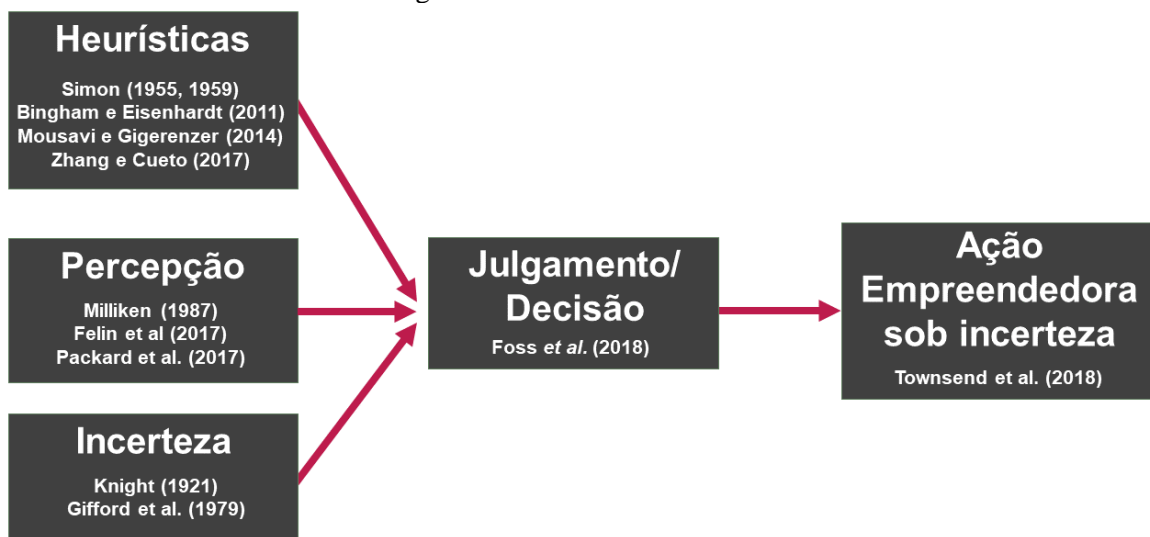 Heurísticas
Simon (1955, 1959)
Bingham e Eisenhardt (2011)
Mousavi e Gigerenzer (2014)
Zhang e Cueto (2017)
Percepção
Milliken (1987)
Felin et al (2017)
Packard et al. (2017)
Incerteza
Knight (1921)
Gifford et al. (1979)
Julgamento/
Decisão
Foss et al. (2018)
Ação
Empreendedora
sob incerteza
Townsend et al. (2018)